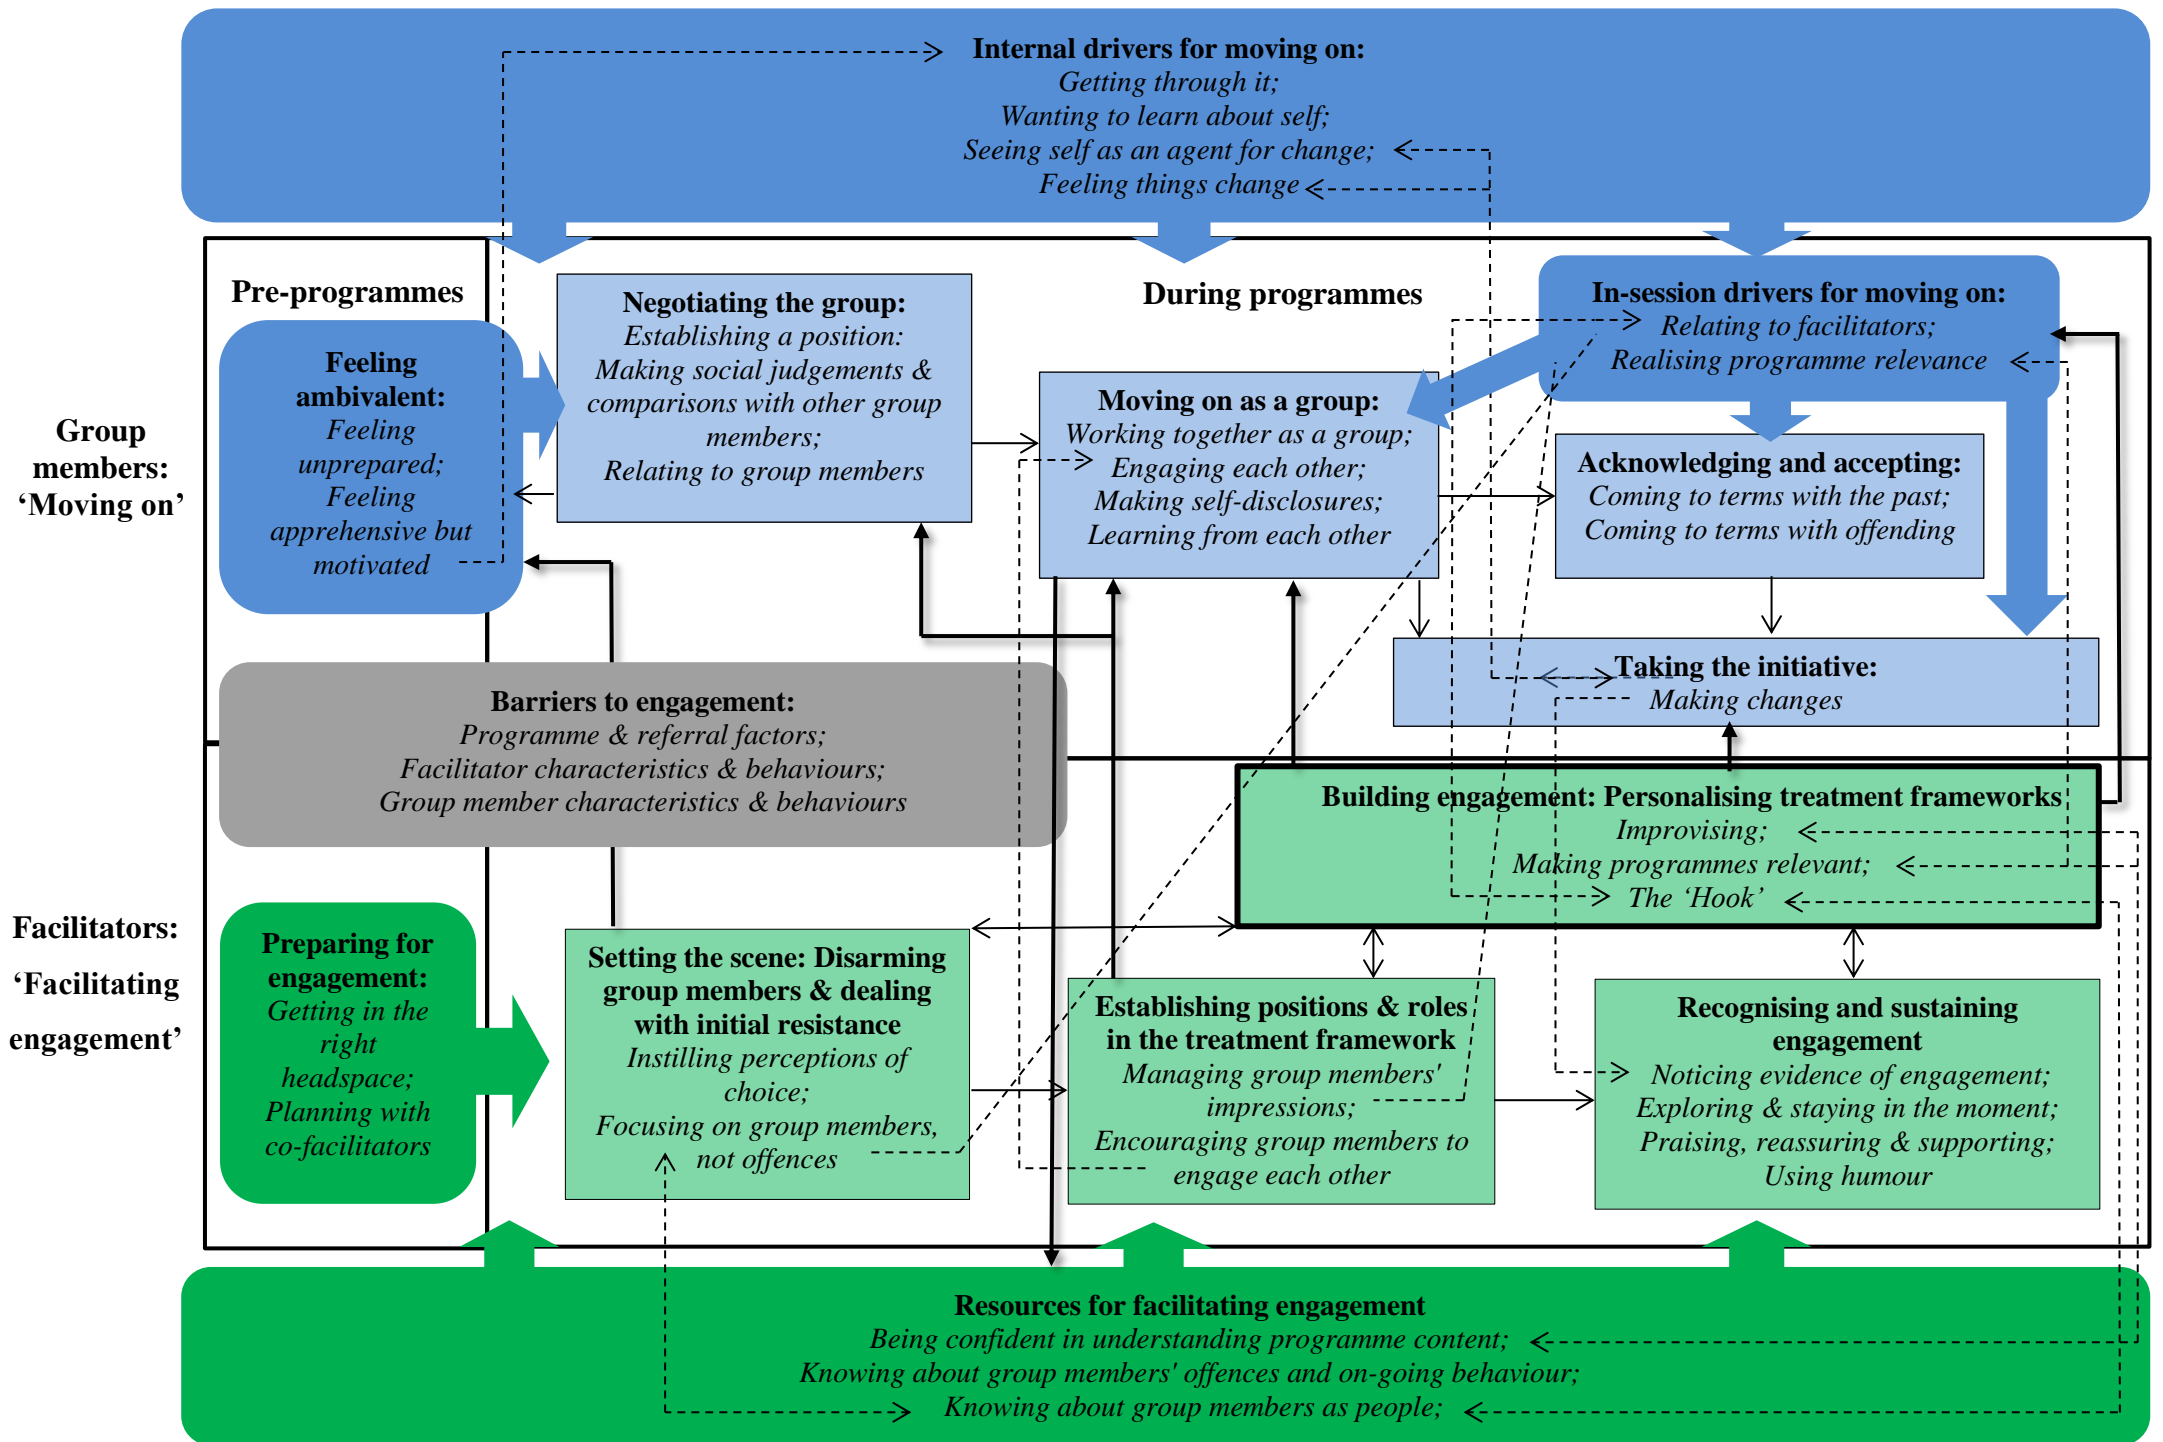 Internal drivers for moving on:
Getting through it;
Wanting to learn about self;
Seeing self as an agent for change;
Feeling things change
Pre-programmes
During programmes
Group
members:
‘Moving on’
Feeling
ambivalent:
Feeling
unprepared;
Feeling
apprehensive but
motivated
Negotiating the group:
Establishing a position:
Making social judgements &
comparisons with other group
members;
Relating to group members
Moving on as a group:
Working together as a group;
Engaging each other;
Making self-disclosures;
Learning from each other
In-session drivers for moving on:
Relating to facilitators;
Realising programme relevance
Acknowledging and accepting:
Coming to terms with the past;
Coming to terms with offending
Taking the initiative:
Making changes
Barriers to engagement:
Programme & referral factors;
Facilitator characteristics & behaviours;
Group member characteristics & behaviours
Building engagement: Personalising treatment frameworks
Improvising;
Making programmes relevant;
The ‘Hook’
Facilitators:
‘Facilitating
engagement’
Preparing for
engagement:
Getting in the
right
headspace;
Planning with
co-facilitators
Setting the scene: Disarming
group members & dealing
with initial resistance
Instilling perceptions of
choice;
Focusing on group members,
not offences
Establishing positions & roles
in the treatment framework
Managing group members'
impressions;
Encouraging group members to
engage each other
Recognising and sustaining
engagement
Noticing evidence of engagement;
Exploring & staying in the moment;
Praising, reassuring & supporting;
Using humour
Resources for facilitating engagement
Being confident in understanding programme content;
Knowing about group members' offences and on-going behaviour;
Knowing about group members as people;